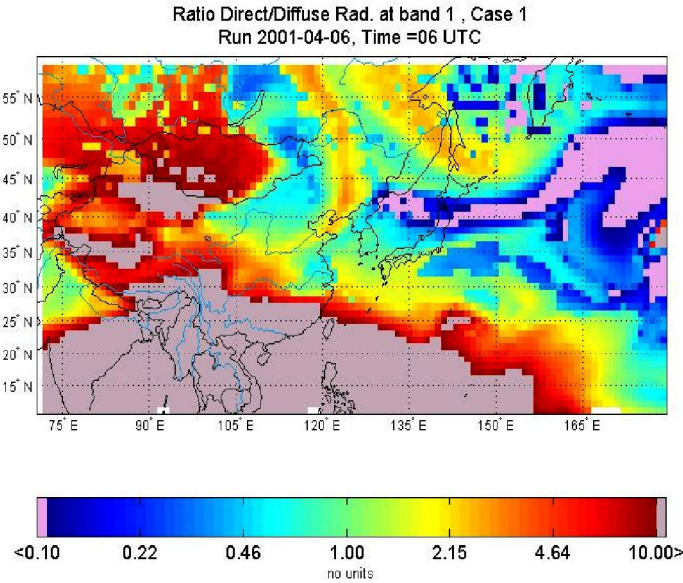 Ratio Direct/Diffuse Rad. at band 1 , Case 1
Run 2001-04-06, Time =06 UTC
55° N
50° N
45° N
40° N
35° N
30° N
25° N
20° N
15° N
75° E 90° E 105° E 120° E 135° E 150° E 165° E
<0.10 0.22 0.46 1.00 2.15 4.64 10.00>
no units